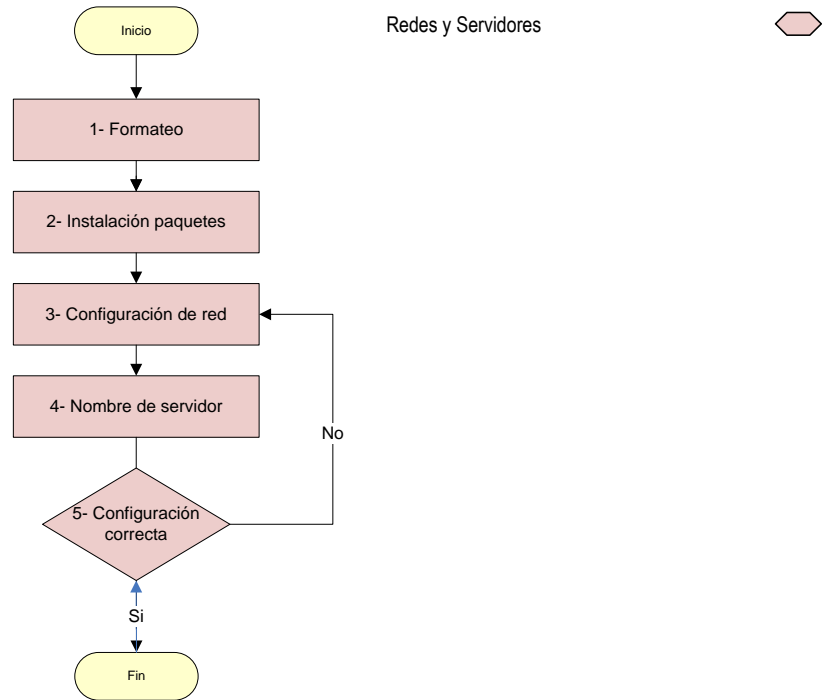 Inicio
Redes y Servidores
1- Formateo
2- Instalación paquetes
3- Configuración de red
4- Nombre de servidor
No
5- Configuración
correcta
Si
Fin